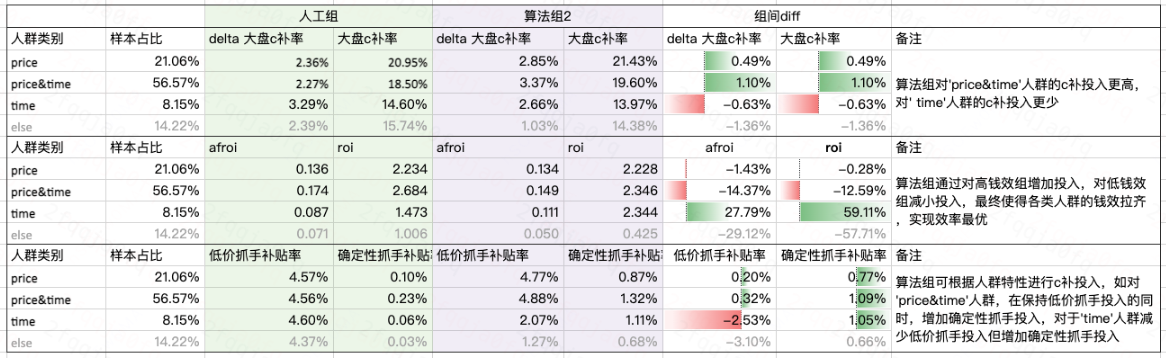 人工组 算法组2 组间diff
人群类别 样本占比 delta 大盘c补率 大盘c补率 delta 大盘c补率 大盘c补率 delta 大盘c补率 大盘c补率 备注
price 21.06% 2.36% 20.95% 2.85% 21.43% 0.49% 0.49%
price&time 56.57% 2.27% 18.50% 3.37% 19.60% 1.10% 1.10%
time 8.15% 3.29% 14.60% 2.66% 13.97% −0.63% −0.63%
else 14.22% 2.39% 15.74% 1.03% 14.38% −1.36% −1.36%
算法组对'price&time'人群的c补投入更高，
对' time'人群的c补投入更少
人群类别 样本占比 afroi roi afroi roi afroi roi 备注
price 21.06% 0.136 2.234 0.134 2.228 −1.43% −0.28%
price&time 56.57% 0.174 2.684 0.149 2.346 −14.37% −12.59%
time 8.15% 0.087 1.473 0.111 2.344 27.79% 59.11%
else 14.22% 0.071 1.006 0.050 0.425 −29.12% −57.71%
算法组通过对高钱效组增加投入，对低钱效
组减小投入，最终使得各类人群的钱效拉齐
，实现效率最优
人群类别 样本占比 低价抓手补贴率 确定性抓手补贴率 低价抓手补贴率 确定性抓手补贴率 低价抓手补贴率 确定性抓手补贴率 备注
price 21.06% 4.57% 0.10% 4.77% 0.87% 0.20% 0.77%
price&time 56.57% 4.56% 0.23% 4.88% 1.32% 0.32% 1.09%
time 8.15% 4.60% 0.06% 2.07% 1.11% −2.53% 1.05%
else 14.22% 4.37% 0.03% 1.27% 0.68% −3.10% 0.66%
算法组可根据人群特性进行c补投入，如对
'price&time'人群，在保持低价抓手投入的同
时，增加确定性抓手投入，对于'time'人群减
少低价抓手投入但增加确定性抓手投入